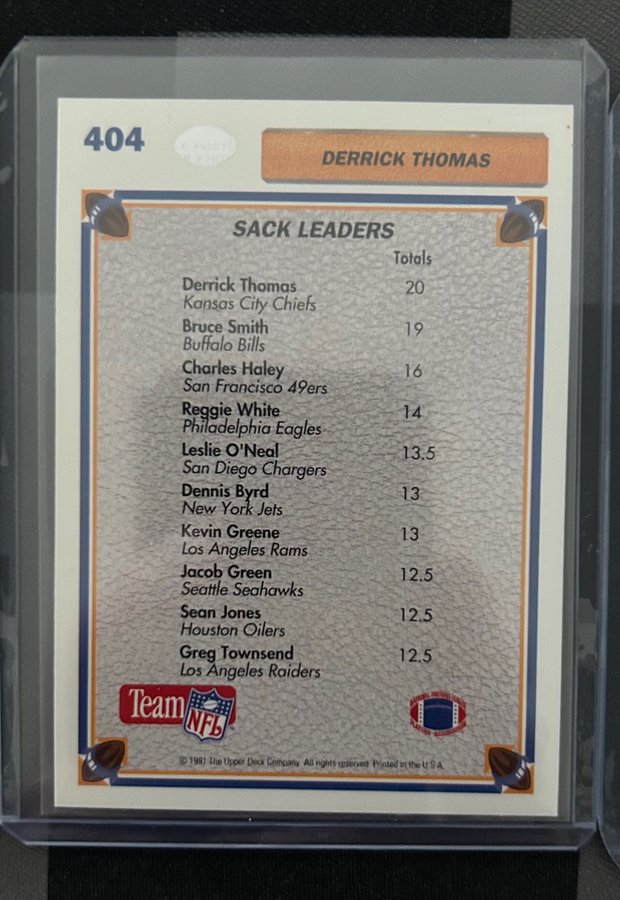 404
DERRICK THOMAS
SACK LEADERS
Totals
Derrick Thomas 20
Kansas City Chiefs
Bruce Smith 19
Buffalo Bills
Charles Haley 16
San Francisco 49ers
Reggie White 14
Philadelphia Eagles
Leslie O'Neal 13.5
San Diego Chargers
Dennis Byrd 13
New York Jets
Kevin Greene 13
Los Angeles Rams
Jacob Green 12.5
Seattle Seahawks
Sean Jones 12.5
Houston Oilers
Greg Townsend 12.5
Los Angeles Raiders
Team NFL
© 1991 The Upper Deck Company. All rights reserved. Printed in the U.S.A.